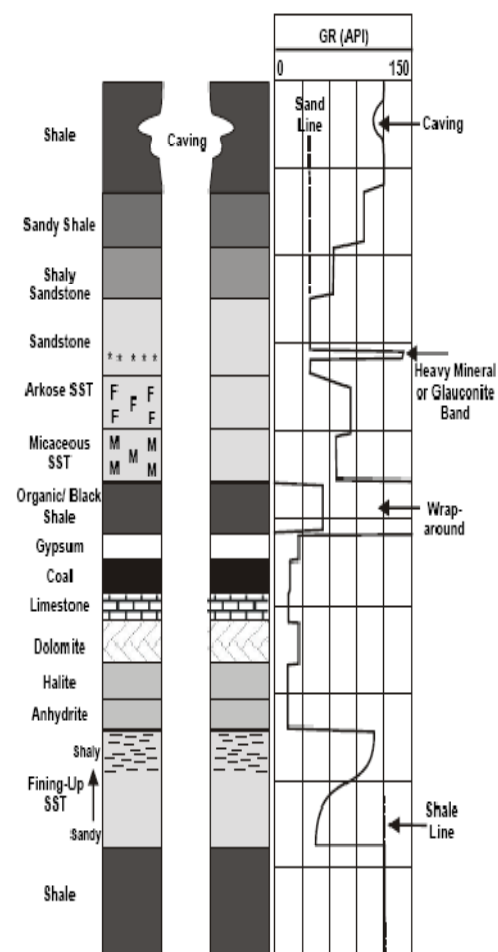 GR (API)
0 150
Sand
Line
Shale
Caving
Caving
Sandy Shale
Shaly
Sandstone
Sandstone
* * * * *
Heavy Mineral
or Glauconite
Band
Arkose SST
F F F
F F
Micaceous
SST
M M M
M M
Organic/ Black
Shale
Wrap-
around
Gypsum
Coal
Limestone
Dolomite
Halite
Anhydrite
Shaly
Fining-Up
SST
Sandy
Shale
Line
Shale